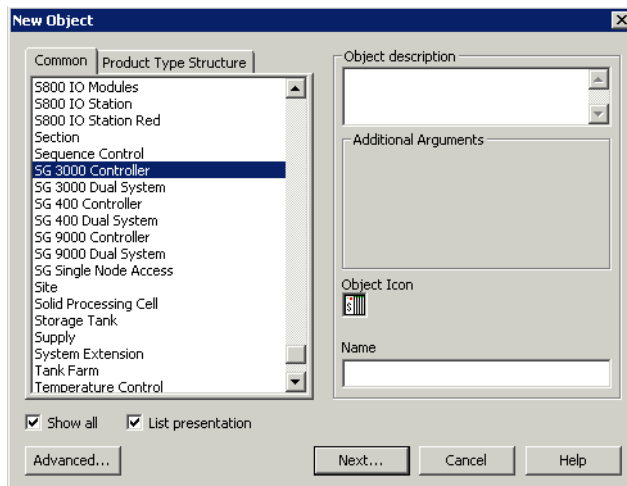 New Object
Common
Product Type Structure
S800 IO Modules
S800 IO Station
S800 IO Station Red
Section
Sequence Control
SG 3000 Controller
SG 3000 Dual System
SG 400 Controller
SG 400 Dual System
SG 9000 Controller
SG 9000 Dual System
SG Single Node Access
Site
Solid Processing Cell
Storage Tank
Supply
System Extension
Tank Farm
Temperature Control
Object description
Additional Arguments
Object Icon
Name
Show all
List presentation
Advanced...
Next...
Cancel
Help